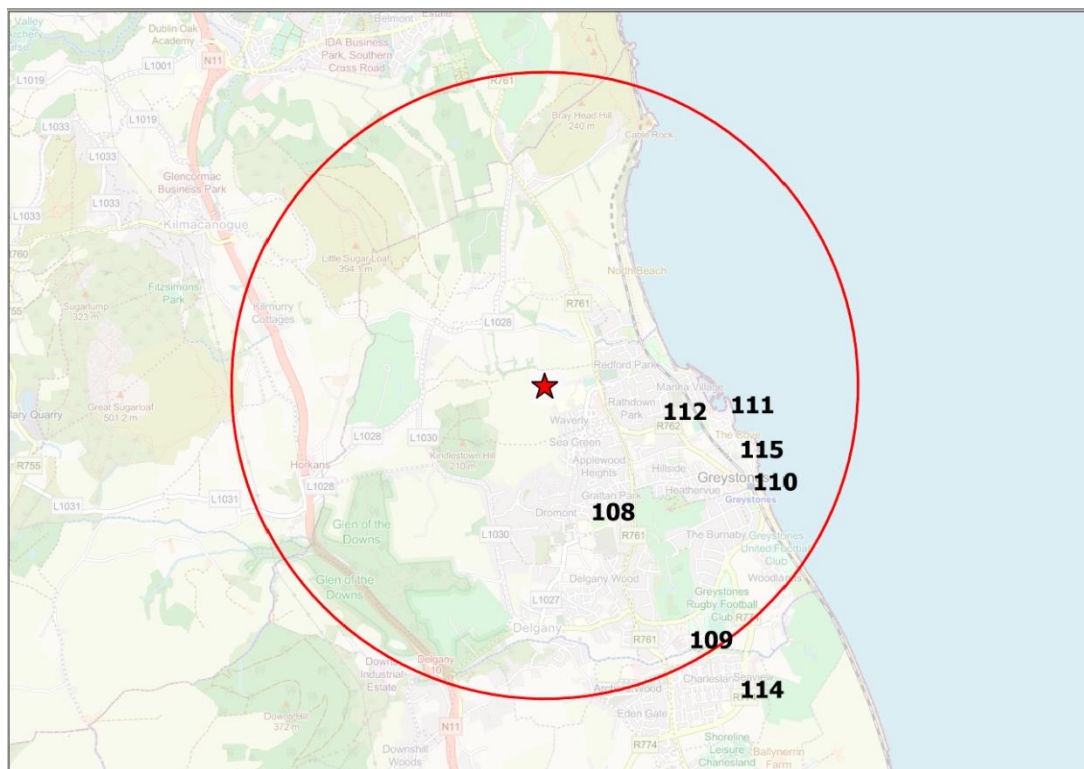 Dublin Oak
Academy
N11
Belmont
IDA Business
Park, Southern
Cross Road
R761
L1019
L1001
L1033
L1019
L1033
Bray Head Hill
240 m
Cable Rock
Glencormac
Business Park
L1033
Kilmacanogue
R760
Little Sugar Loaf
394.1 m
Fitzsimons
Park
Sugarlump
323 m
Kilmurry
Cottages
North Beach
R761
L1028
Great Sugarloaf
501.2 m
Redford Park
Marina Village
Rathdown
Park
112
111
Waverly
R762
The Cove
Sea Green
115
L1028
L1030
Kindlestown Hill
210 m
Applewood
Heights
Hillside
Greystones
110
R755
Horkans
Heathervue
Greystones
L1031
L1031
L1028
Grattan Park
Dromont
108
Glen of the
Downs
L1030
R761
The Burnaby
Greystones
United Football
Club
Glen of the
Downs
Delgany Wood
Woodlands
L1027
Greystones
Rugby Football
Club
Delgany
R761
109
Downs
Industrial
Estate
Delgany
10
Seaview
114
Eden Gate
372 m
N11
Downshill
Woods
R774
Shoreline
Leisure
Charlesland
Ballynerrin
Farm